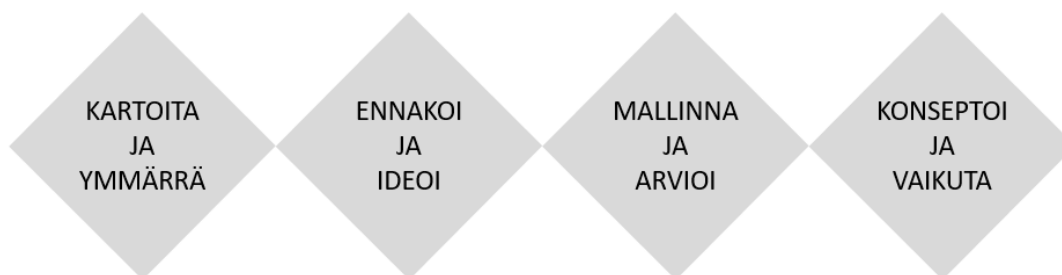 KARTOITA
JA
YMMÄRRÄ
ENNAKOI
JA
IDEOI
MALLINNA
JA
ARVIOI
KONSEPTOI
JA
VAIKUTA